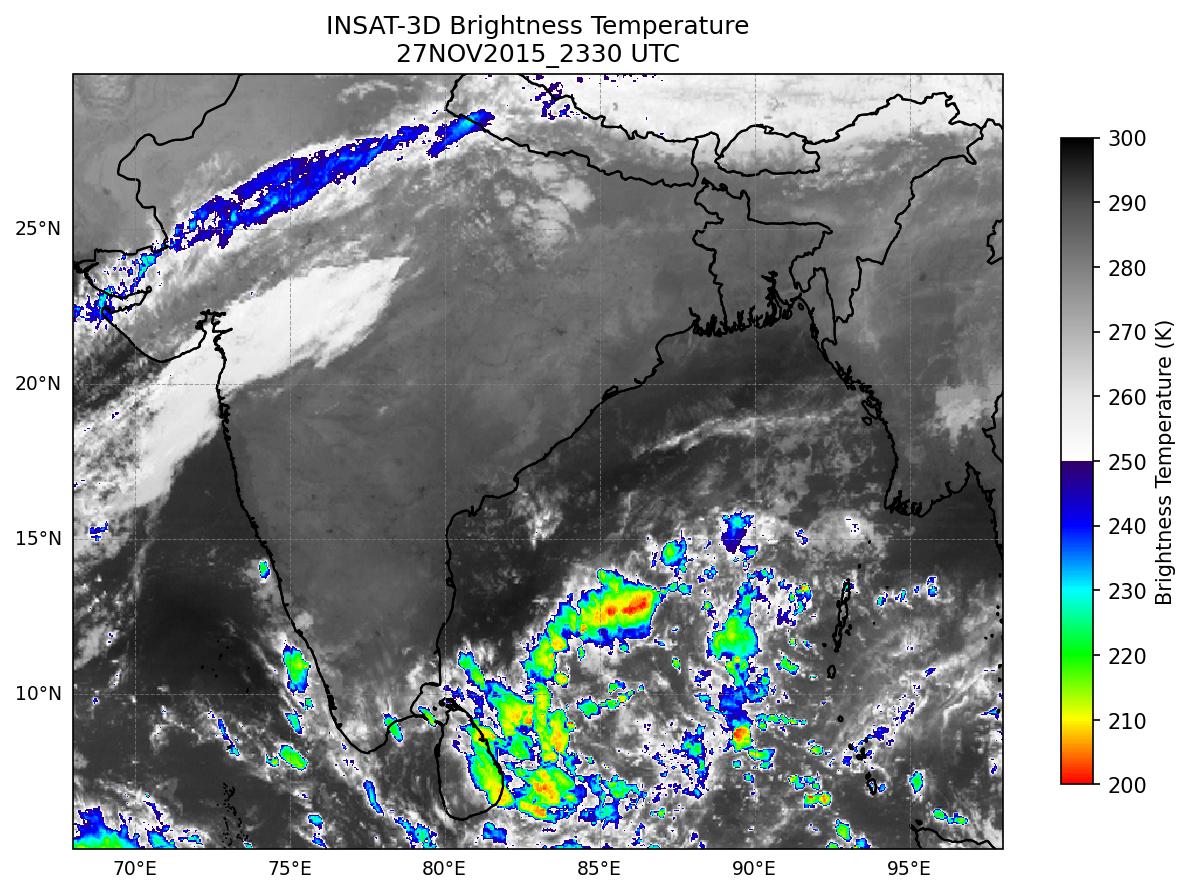 INSAT-3D Brightness Temperature
27NOV2015_2330 UTC
25°N
20°N
15°N
10°N
70°E
75°E
80°E
85°E
90°E
95°E
300
290
280
270
260
250
240
230
220
210
200
Brightness Temperature (K)